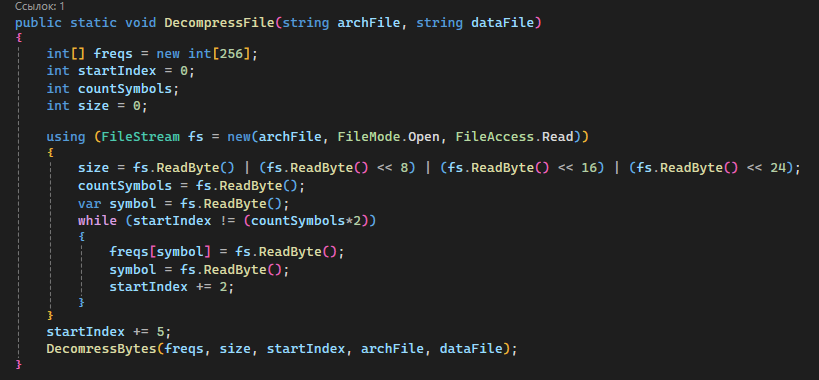 Ссылок: 1
public static void DecompressFile(string archFile, string dataFile)
{
    int[] freqs = new int[256];
    int startIndex = 0;
    int countSymbols;
    int size = 0;

    using (FileStream fs = new(archFile, FileMode.Open, FileAccess.Read))
    {
        size = fs.ReadByte() | (fs.ReadByte() << 8) | (fs.ReadByte() << 16) | (fs.ReadByte() << 24);
        countSymbols = fs.ReadByte();
        var symbol = fs.ReadByte();
        while (startIndex != (countSymbols*2))
        {
            freqs[symbol] = fs.ReadByte();
            symbol = fs.ReadByte();
            startIndex += 2;
        }
    }
    startIndex += 5;
    DecomressBytes(freqs, size, startIndex, archFile, dataFile);
}